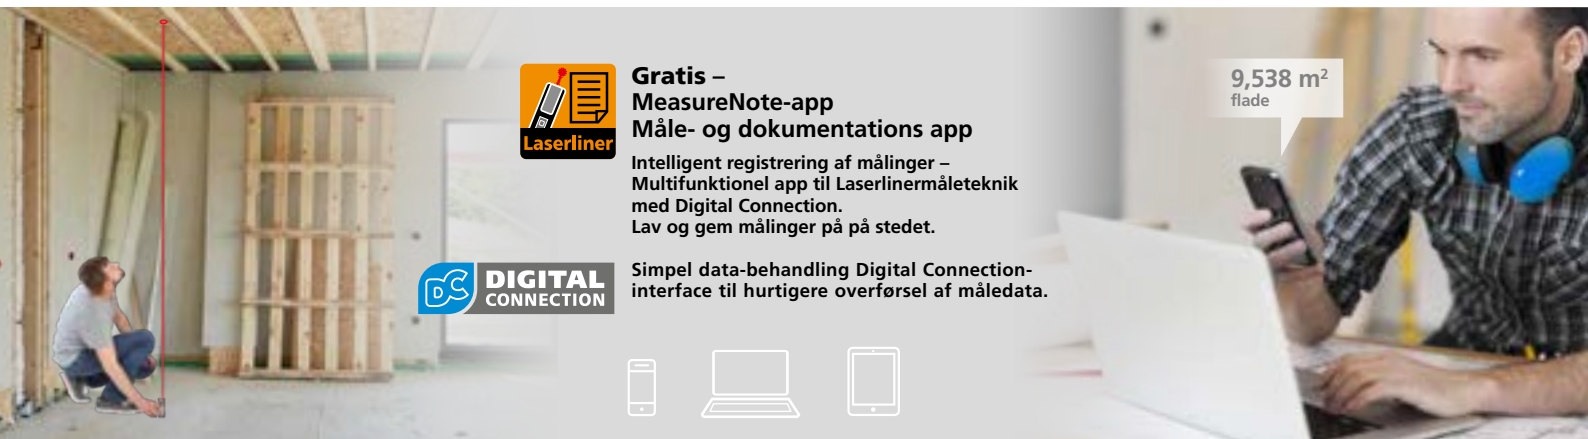 Laserliner
Gratis –
MeasureNote-app
Måle- og dokumentations app
Intelligent registrering af målinger –
Multifunktionel app til Laserlinermåleteknik
med Digital Connection.
Lav og gem målinger på på stedet.
DC
DIGITAL
CONNECTION
Simpel data-behandling Digital Connection-
interface til hurtigere overførsel af måledata.
9,538 m²
flade